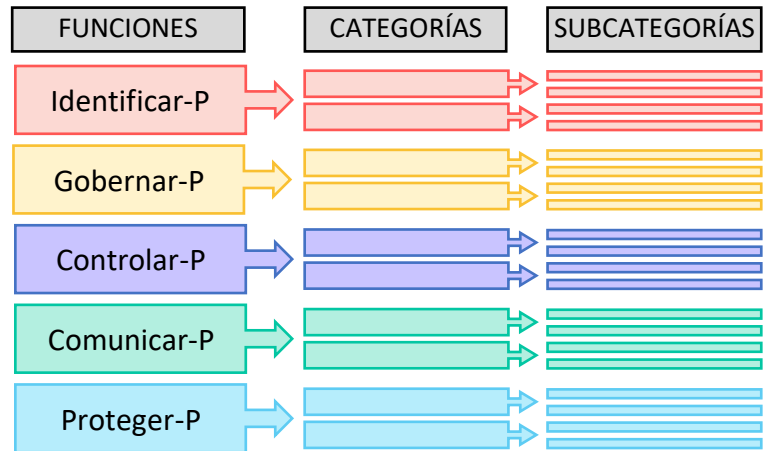 FUNCIONES
CATEGORÍAS
SUBCATEGORÍAS
Identificar-P
Gobernar-P
Controlar-P
Comunicar-P
Proteger-P